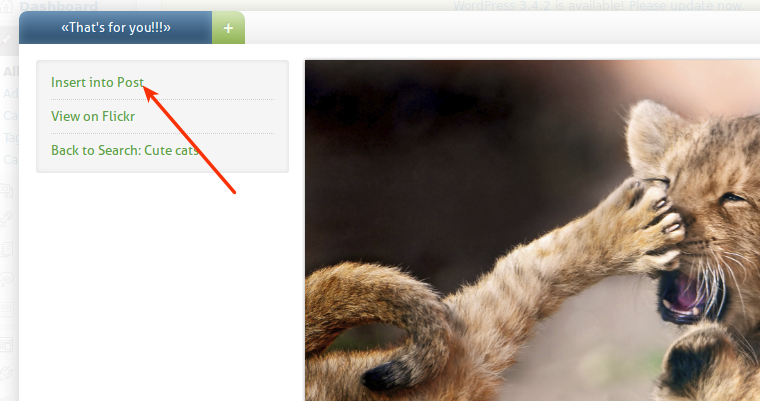 Dashboard
WordPress 3.4.2 is available! Please update now.
«That's for you!!!»
+
All
Insert into Post
View on Flickr
Back to Search: Cute cats